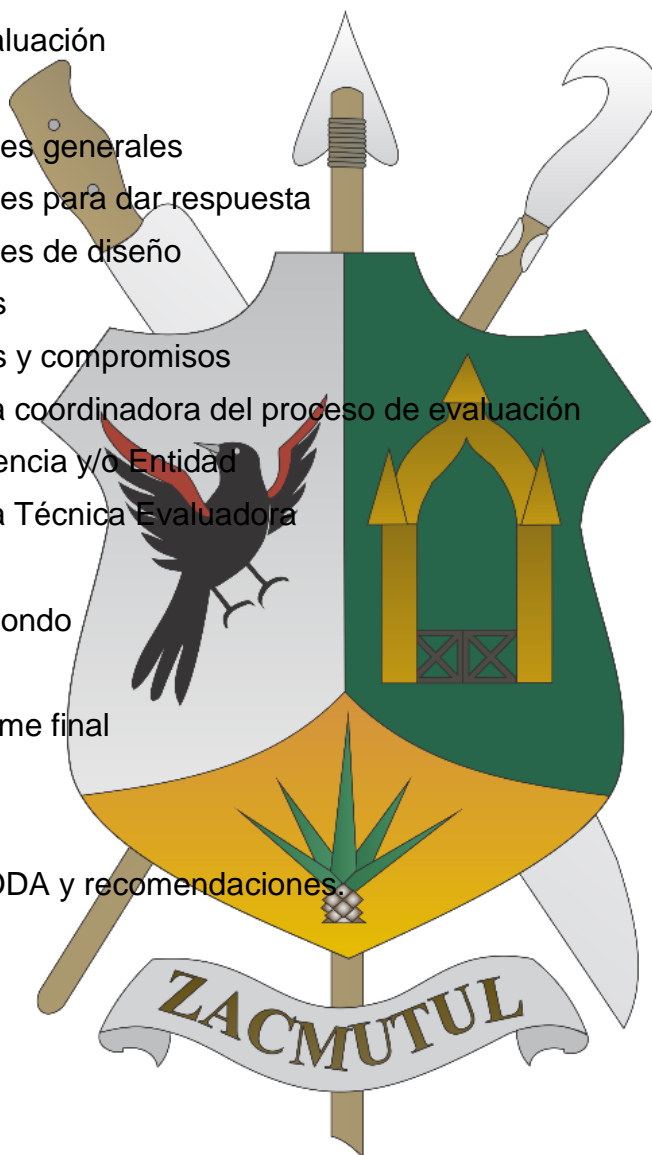 aluación
es generales
es para dar respuesta
es de diseño
s
s y compromisos
a coordinadora del proceso de evaluación
encia y/o Entidad
a Técnica Evaluadora
ondo
me final
ODA y recomendaciones.
ZACMUTUL